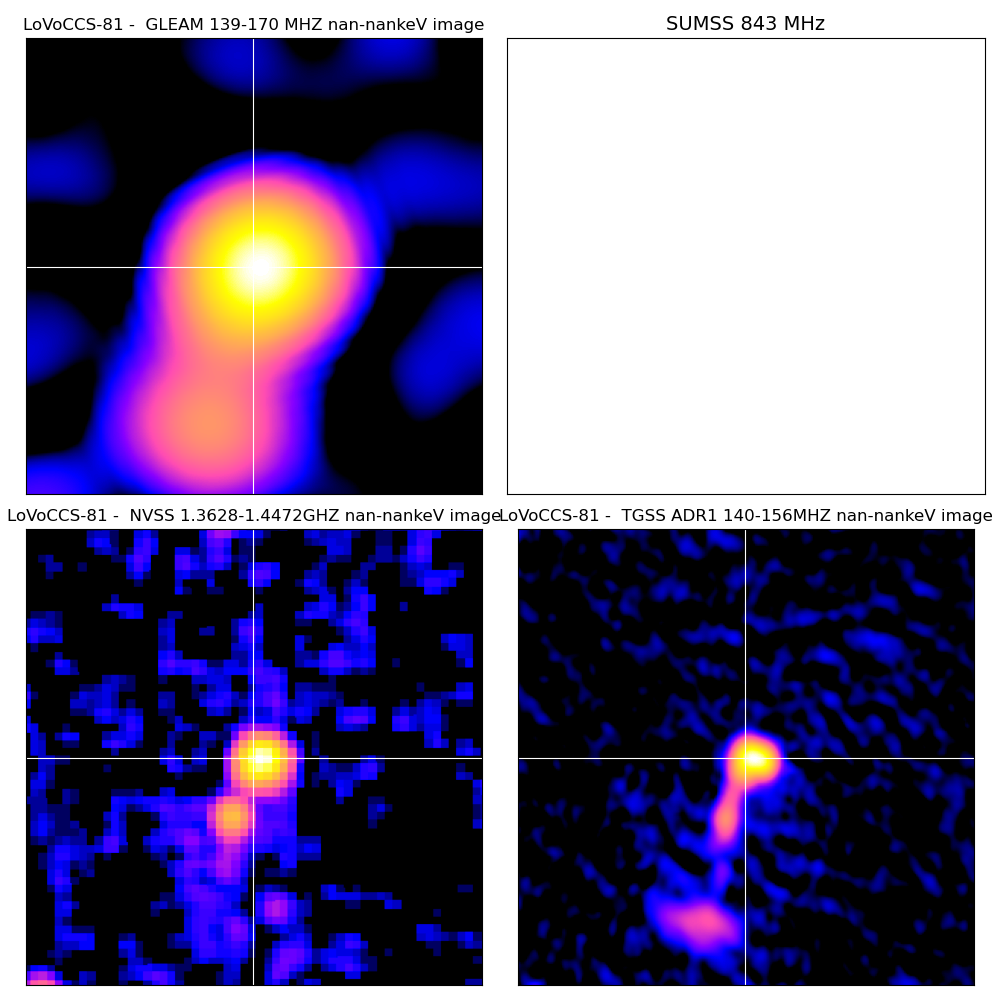 LoVoCCS-81 -  GLEAM 139-170 MHZ nan-nankeV image
SUMSS 843 MHz
LoVoCCS-81 -  NVSS 1.3628-1.4472GHZ nan-nankeV image
LoVoCCS-81 -  TGSS ADR1 140-156MHZ nan-nankeV image